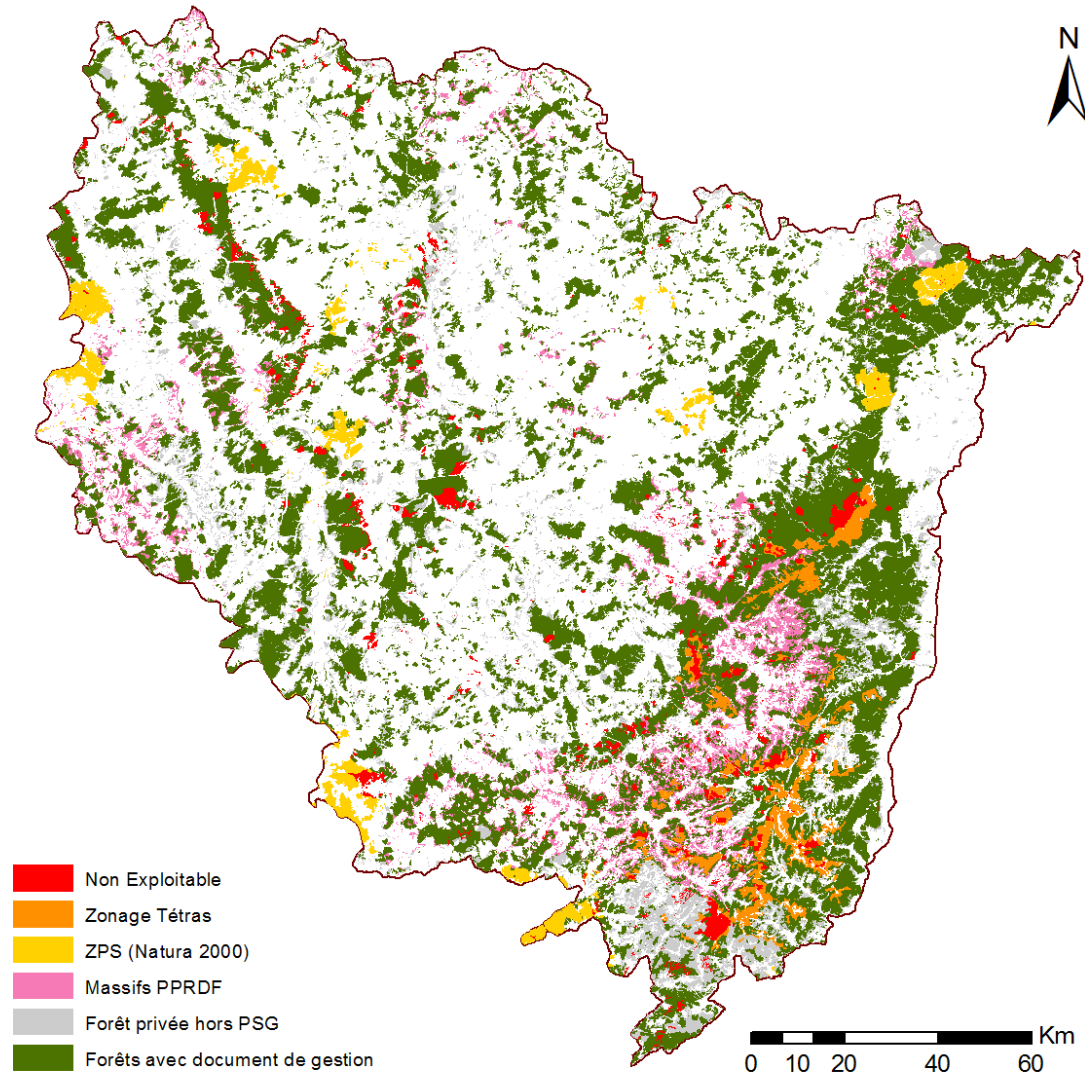 N
Non Exploitable
Zonage Tétras
ZPS (Natura 2000)
Massifs PPRDF
Forêt privée hors PSG
Forêts avec document de gestion
Km
0 10 20 40 60